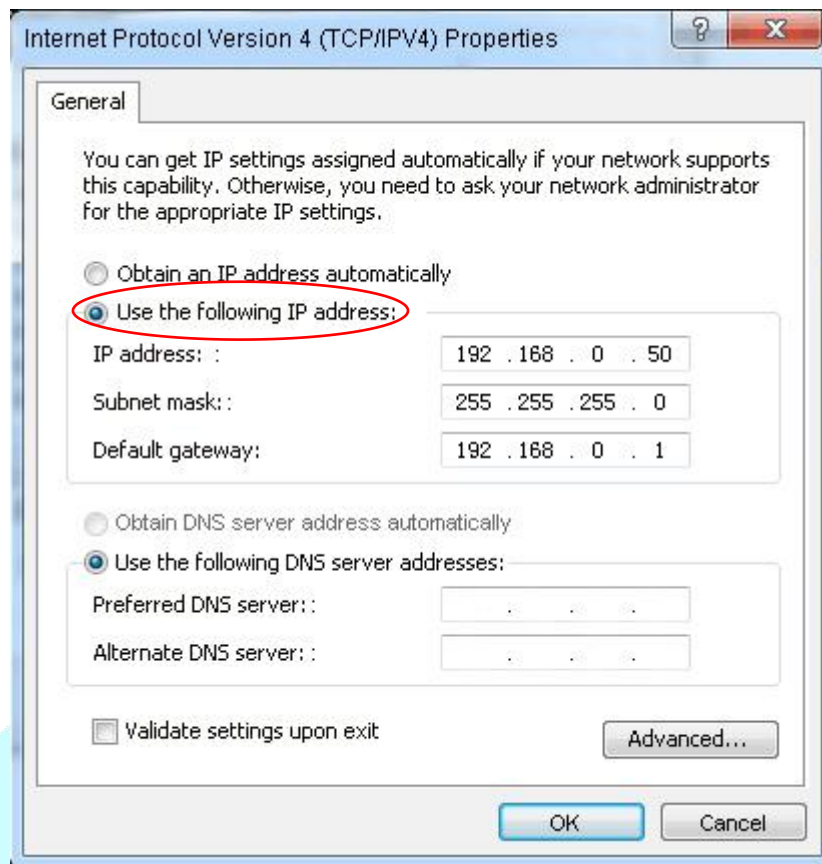 Internet Protocol Version 4 (TCP/IPV4) Properties
General
You can get IP settings assigned automatically if your network supports
this capability. Otherwise, you need to ask your network administrator
for the appropriate IP settings.
Obtain an IP address automatically
Use the following IP address:
IP address: : 192 . 168 . 0 . 50
Subnet mask: : 255 . 255 . 255 . 0
Default gateway: 192 . 168 . 0 . 1
Obtain DNS server address automatically
Use the following DNS server addresses:
Preferred DNS server: : . . .
Alternate DNS server: : . . .
Validate settings upon exit
Advanced...
OK Cancel